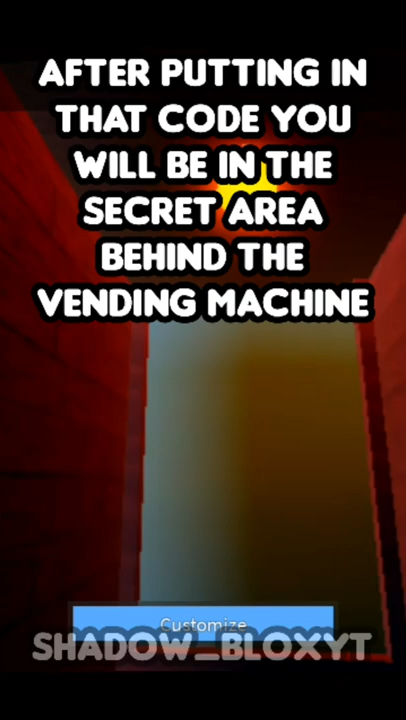 AFTER PUTTING IN
THAT CODE YOU
WILL BE IN THE
SECRET AREA
BEHIND THE
VENDING MACHINE
Customize
SHADOW_BLOXYT